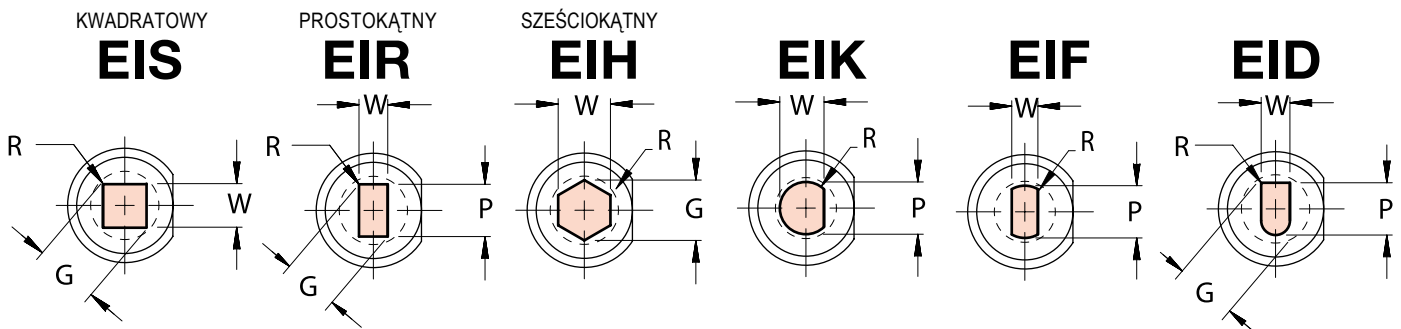 KWADRATOWY PROSTOKĄTNY SZEŚCIOKĄTNY
EIS EIR EIH EIK EIF EID
W W W W W
R R R R R R
W P G P P P
G G G